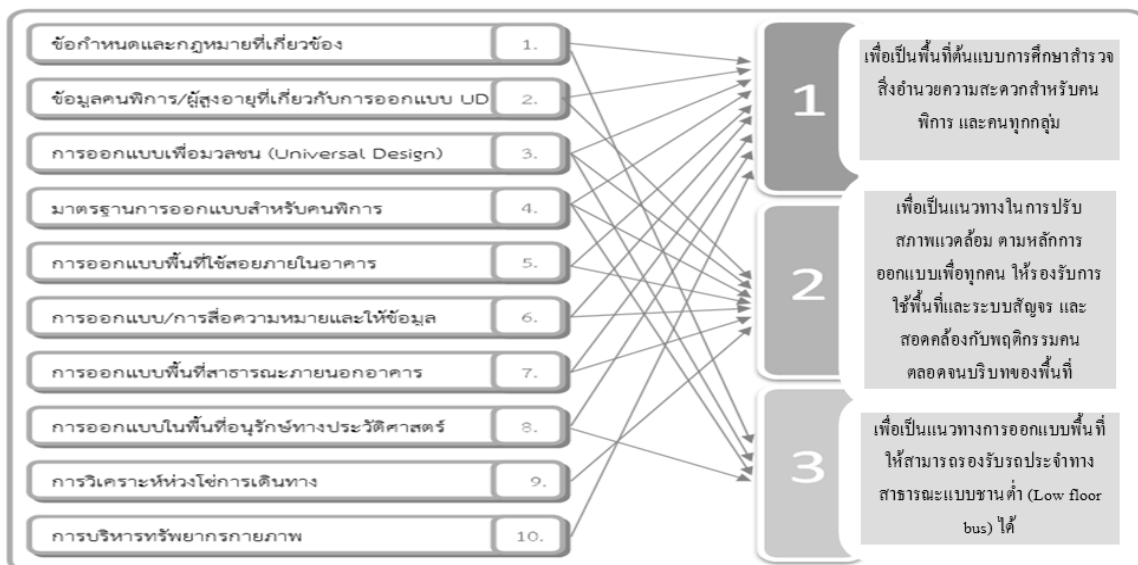 ข้อกำหนดและกฎหมายที่เกี่ยวข้อง 1.
ข้อมูลคนพิการ/ผู้สูงอายุที่เกี่ยวกับการออกแบบ UD 2.
การออกแบบเพื่อมวลชน (Universal Design) 3.
มาตรฐานการออกแบบสำหรับคนพิการ 4.
การออกแบบพื้นที่ใช้สอยภายในอาคาร 5.
การออกแบบ/การสื่อความหมายและให้ข้อมูล 6.
การออกแบบพื้นที่สาธารณะภายนอกอาคาร 7.
การออกแบบในพื้นที่อนุรักษ์ทางประวัติศาสตร์ 8.
การวิเคราะห์ห่วงโซ่การเดินทาง 9.
การบริหารทรัพยากรกายภาพ 10.
1
เพื่อเป็นพื้นที่ต้นแบบการศึกษาสำรวจ
สิ่งอำนวยความสะดวกสำหรับคน
พิการ และคนทุกกลุ่ม
2
เพื่อเป็นแนวทางในการปรับ
สภาพแวดล้อม ตามหลักการ
ออกแบบเพื่อทุกคน ให้รองรับการ
ใช้พื้นที่และระบบสัญจร และ
สอดคล้องกับพฤติกรรมคน
ตลอดจนบริบทของพื้นที่
3
เพื่อเป็นแนวทางการออกแบบพื้นที่
ให้สามารถรองรับรถประจำทาง
สาธารณะแบบชานต่ำ (Low floor
bus) ได้